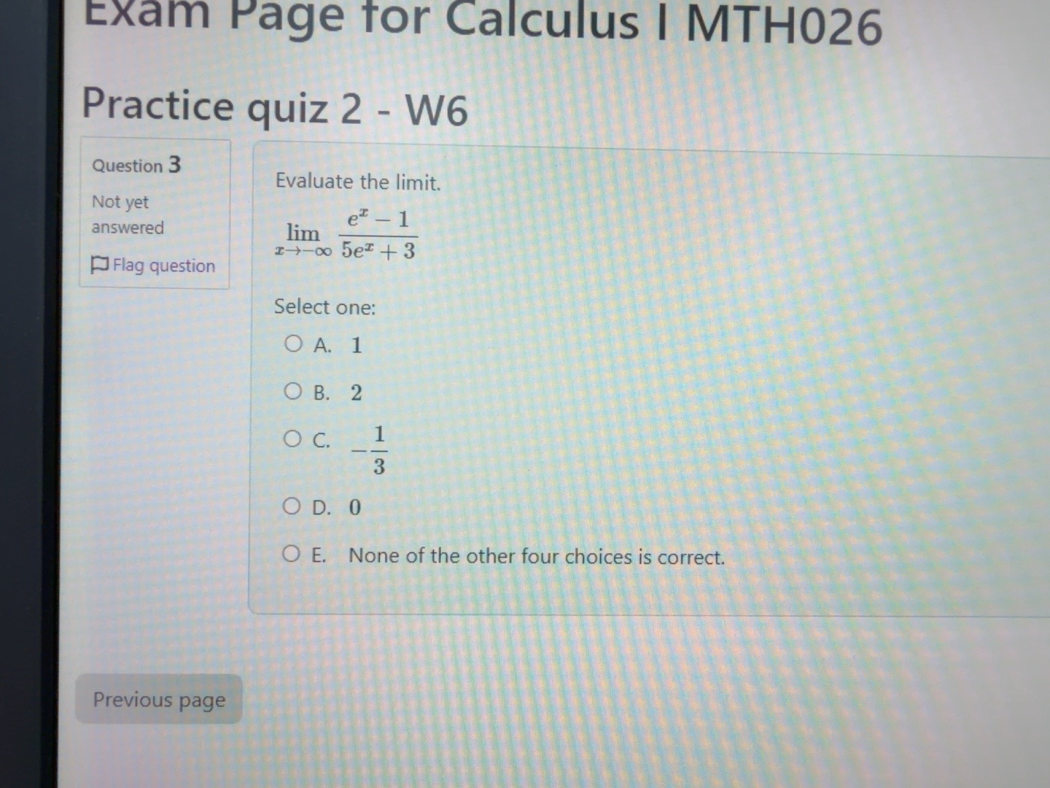 Exam Page for Calculus I MTH026
Practice quiz 2 - W6
Question 3
Not yet
answered
Flag question
Evaluate the limit.
lim x→−∞ (e^x − 1)/(5e^x + 3)
Select one:
A. 1
B. 2
C. −1/3
D. 0
E. None of the other four choices is correct.
Previous page